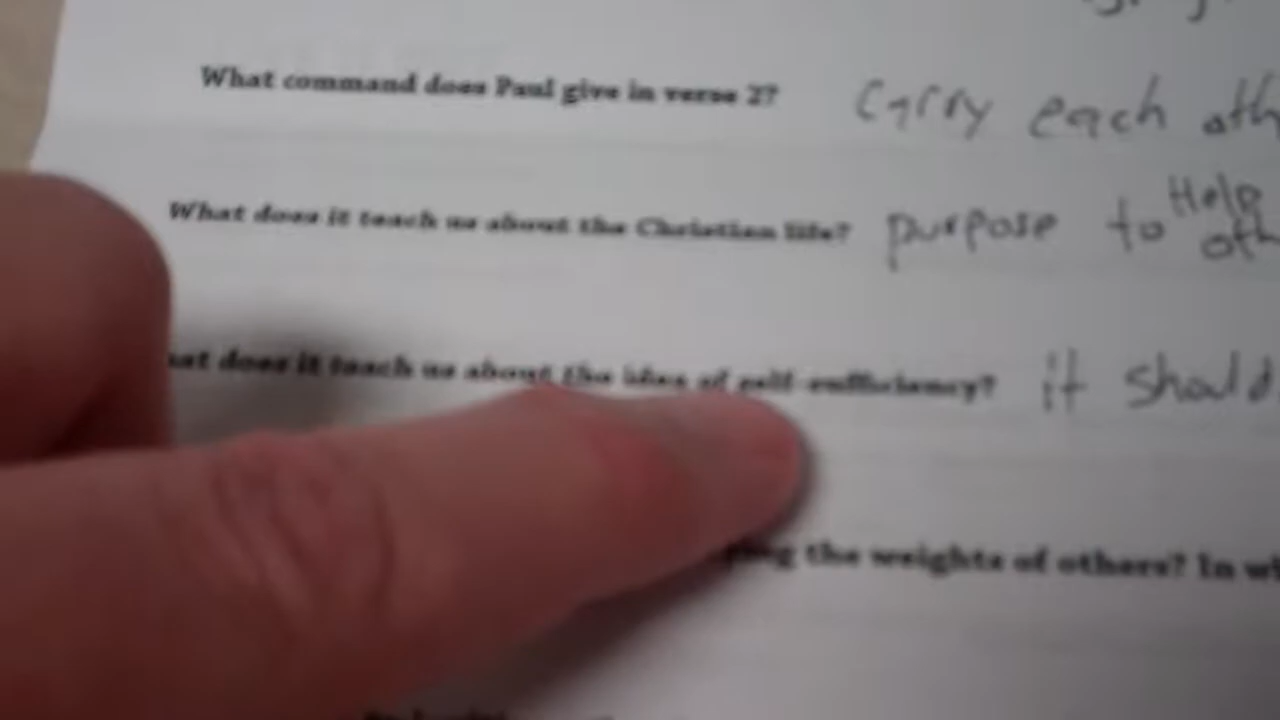 What command does Paul give in verse 2? Carry each
What does it teach us about the Christian life? purpose to Help
does it teach us about the idea of self-sufficiency? it should
the weights of others? In